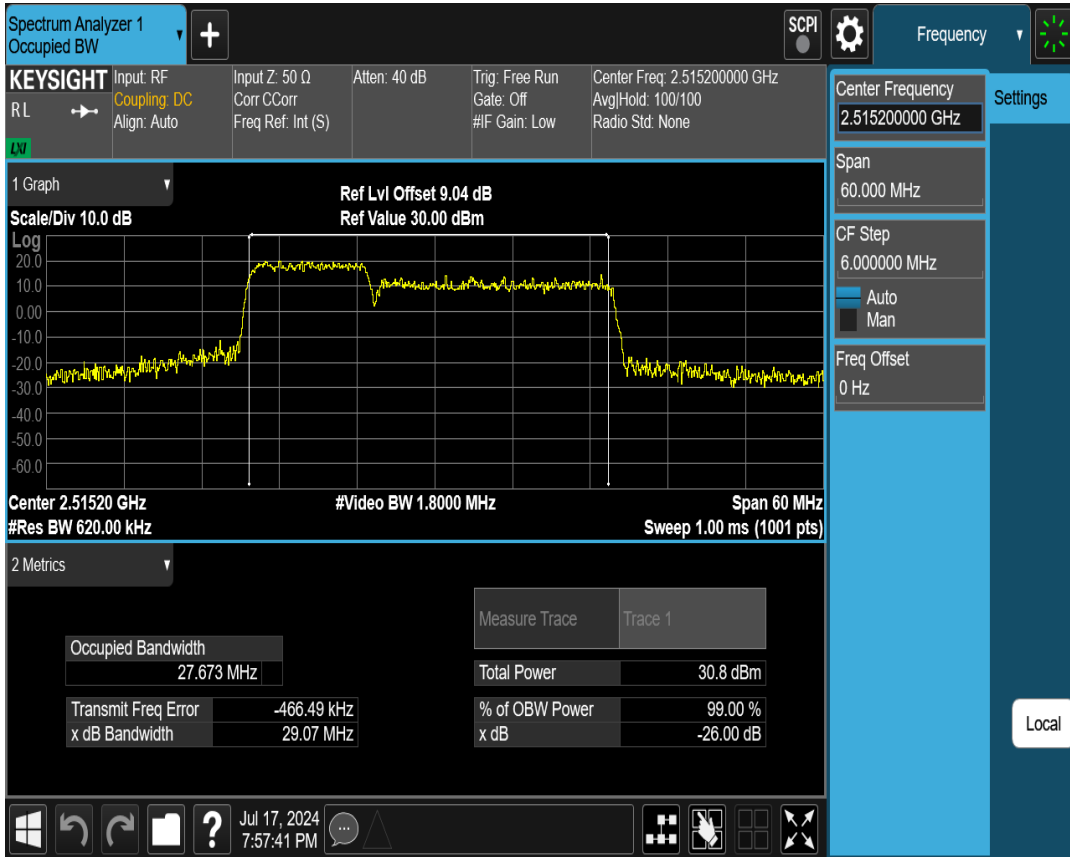 Spectrum Analyzer 1
Occupied BW
+
SCPI
Frequency
KEYSIGHT
RL
LXI
Input: RF
Coupling: DC
Align: Auto
Input Z: 50 Ω
Corr CCorr
Freq Ref: Int (S)
Atten: 40 dB
Trig: Free Run
Gate: Off
#IF Gain: Low
Center Freq: 2.515200000 GHz
Avg|Hold: 100/100
Radio Std: None
Center Frequency
2.515200000 GHz
Settings
Span
60.000 MHz
CF Step
6.000000 MHz
Auto
Man
Freq Offset
0 Hz
Local
1 Graph
Ref Lvl Offset 9.04 dB
Scale/Div 10.0 dB
Ref Value 30.00 dBm
Log
20.0
10.0
0.00
-10.0
-20.0
-30.0
-40.0
-50.0
-60.0
Center 2.51520 GHz
#Video BW 1.8000 MHz
Span 60 MHz
#Res BW 620.00 kHz
Sweep 1.00 ms (1001 pts)
2 Metrics
Measure Trace
Trace 1
Occupied Bandwidth
27.673 MHz
Total Power
30.8 dBm
Transmit Freq Error
-466.49 kHz
% of OBW Power
99.00 %
x dB Bandwidth
29.07 MHz
x dB
-26.00 dB
?
Jul 17, 2024
7:57:41 PM